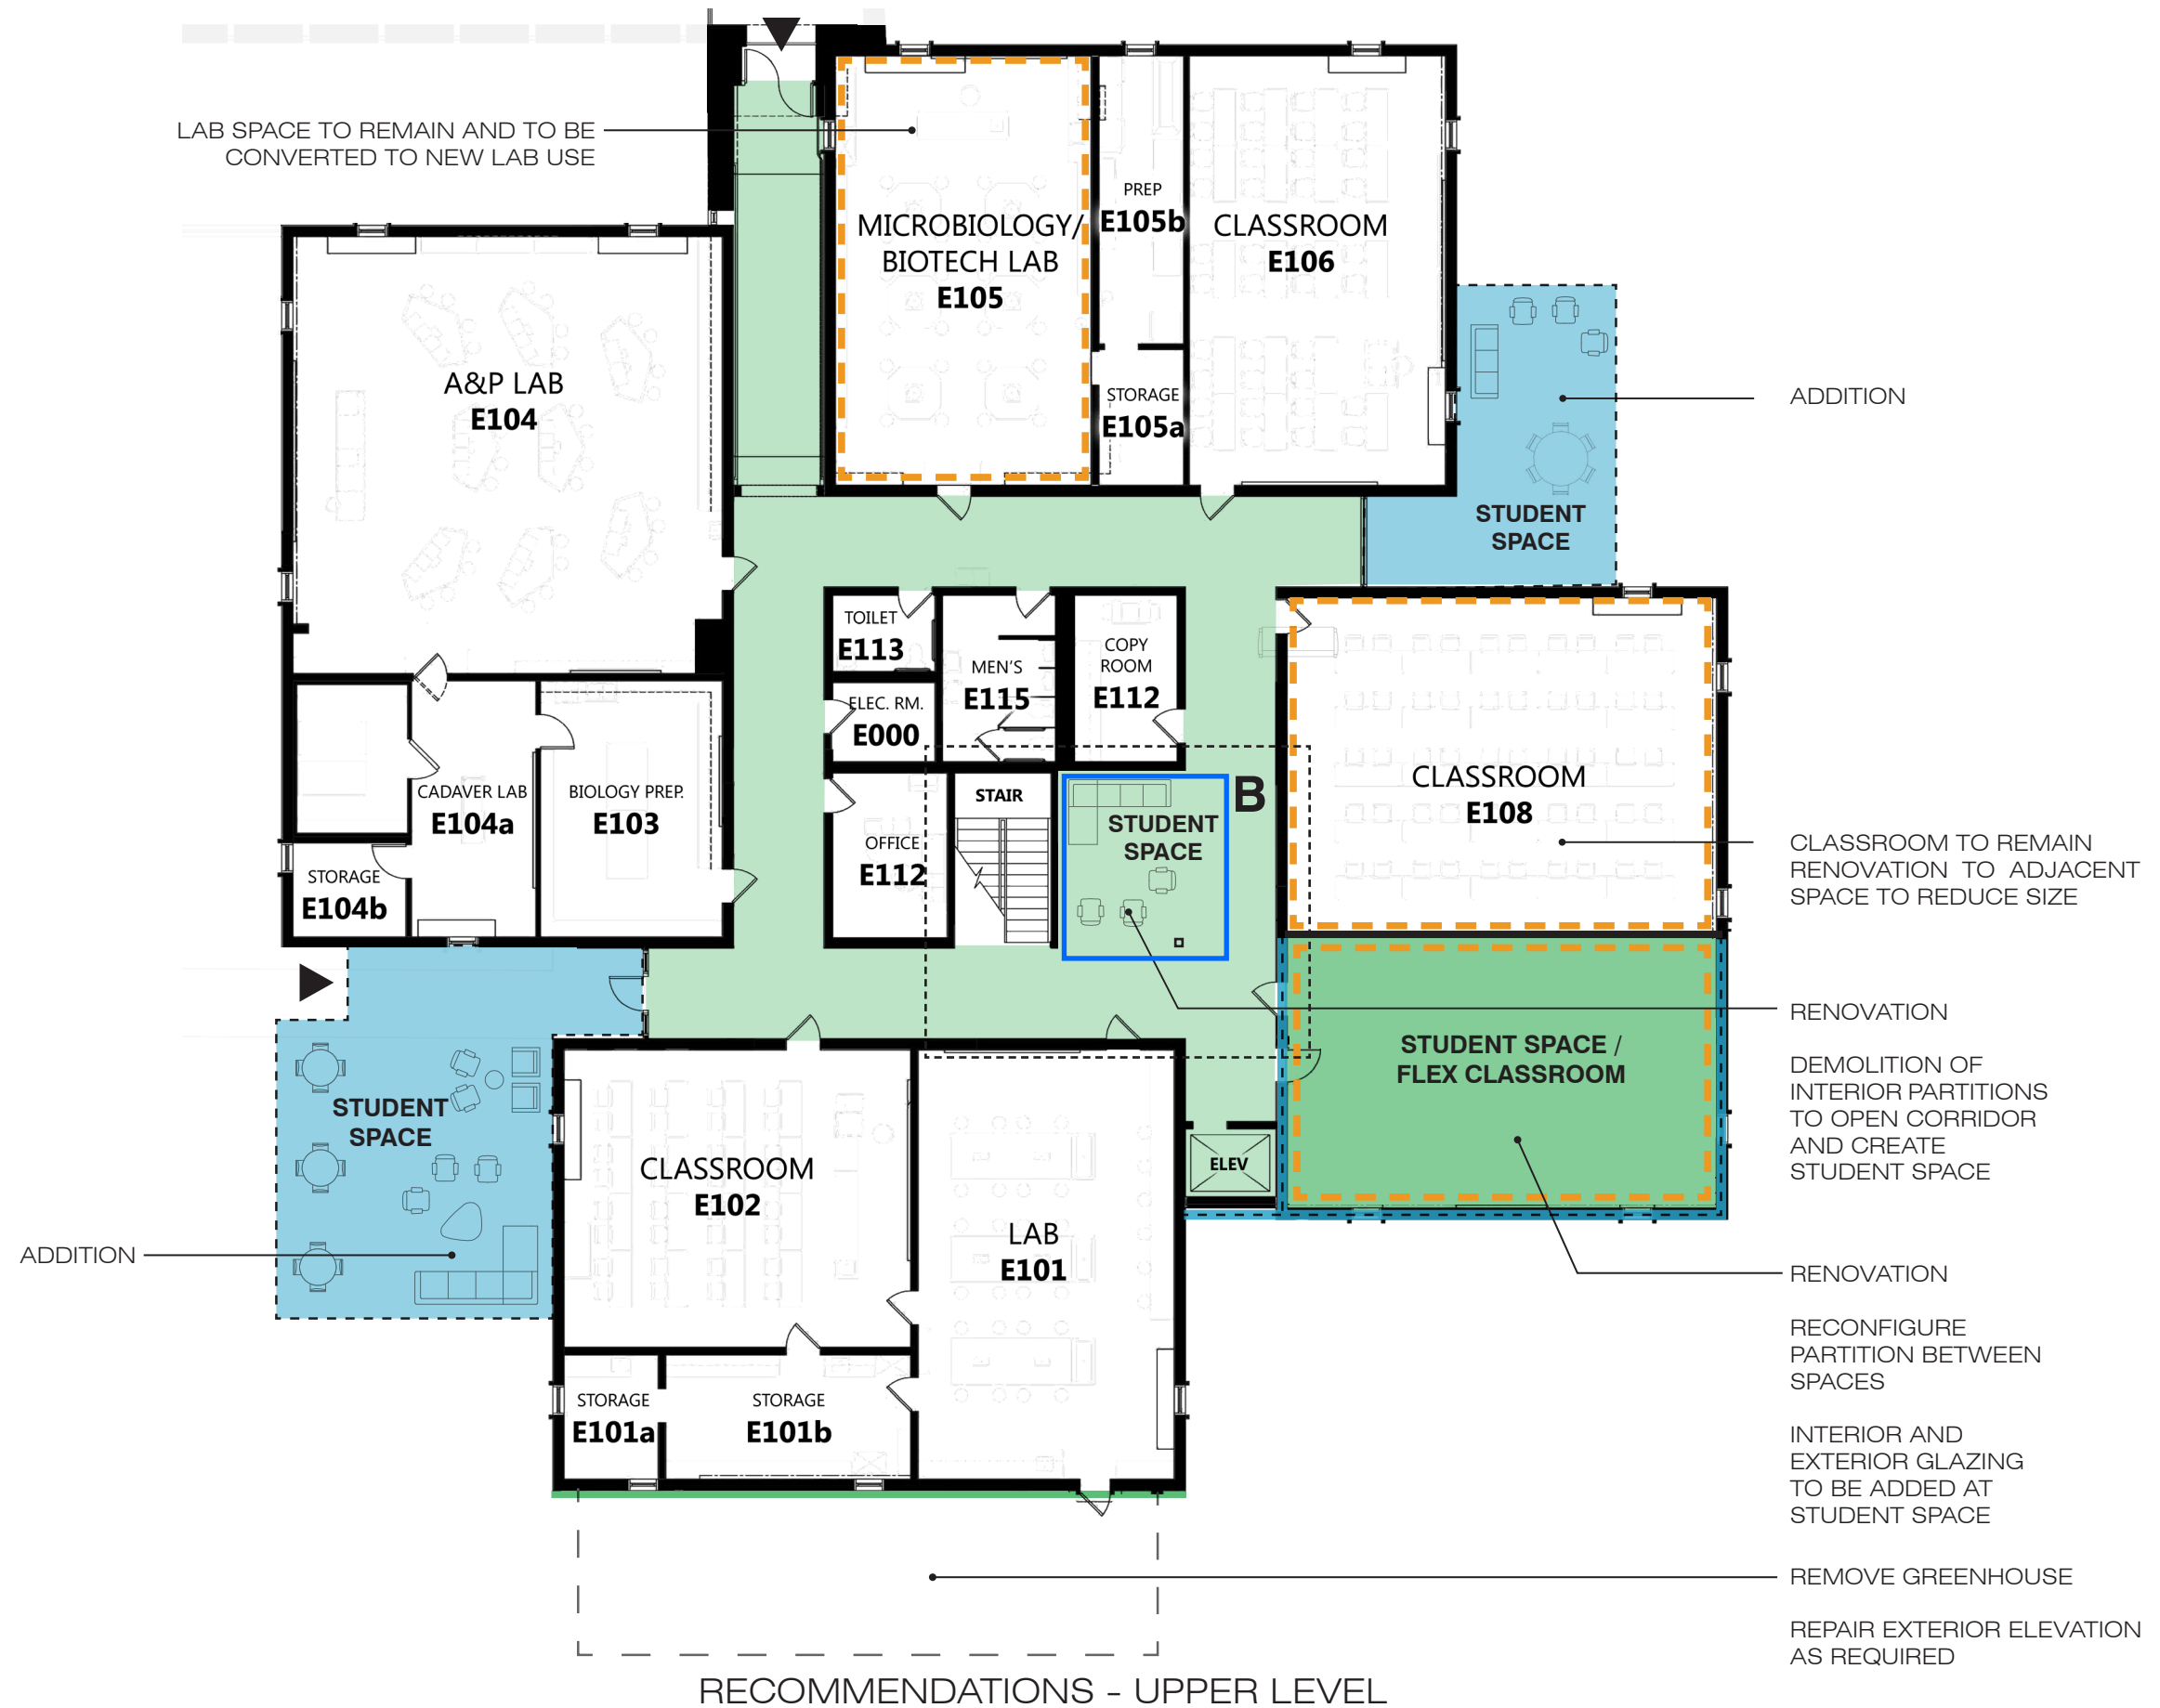 LAB SPACE TO REMAIN AND TO BE
CONVERTED TO NEW LAB USE
MICROBIOLOGY/
BIOTECH LAB
E105
PREP
E105b
CLASSROOM
E106
STORAGE
E105a
A&P LAB
E104
ADDITION
STUDENT
SPACE
TOILET
E113
MEN'S
E115
COPY
ROOM
E112
ELEC. RM.
E000
CADAVER LAB
E104a
BIOLOGY PREP.
E103
STORAGE
E104b
OFFICE
E112
STAIR
STUDENT
SPACE
B
CLASSROOM
E108
CLASSROOM TO REMAIN
RENOVATION TO ADJACENT
SPACE TO REDUCE SIZE
RENOVATION
DEMOLITION OF
INTERIOR PARTITIONS
TO OPEN CORRIDOR
AND CREATE
STUDENT SPACE
STUDENT SPACE /
FLEX CLASSROOM
STUDENT
SPACE
ADDITION
CLASSROOM
E102
LAB
E101
ELEV
STORAGE
E101a
STORAGE
E101b
RENOVATION
RECONFIGURE
PARTITION BETWEEN
SPACES
INTERIOR AND
EXTERIOR GLAZING
TO BE ADDED AT
STUDENT SPACE
REMOVE GREENHOUSE
REPAIR EXTERIOR ELEVATION
AS REQUIRED
RECOMMENDATIONS - UPPER LEVEL